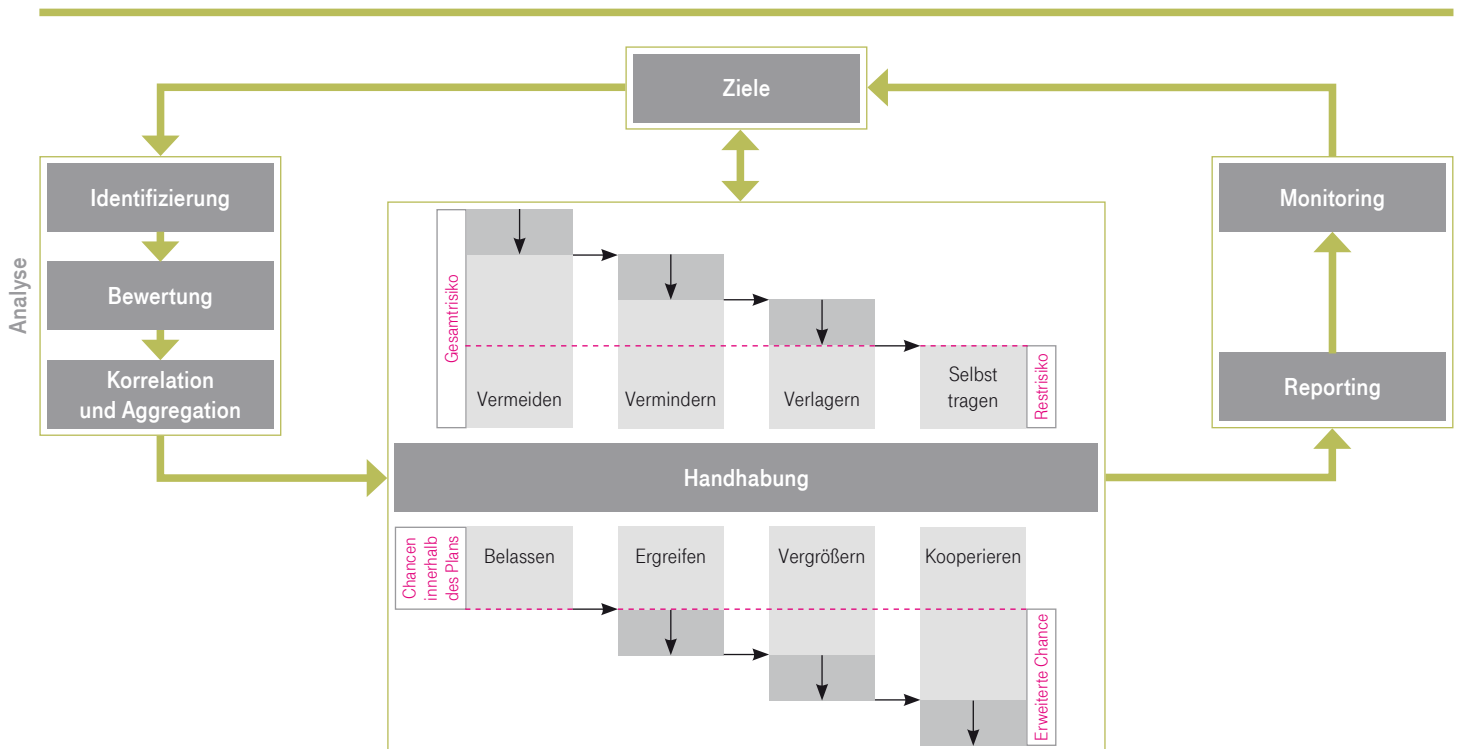 Ziele
Analyse
Identifizierung
Bewertung
Korrelation
und Aggregation
Gesamtrisiko
Vermeiden
Vermindern
Verlagern
Selbst
tragen
Restrisiko
Handhabung
Chancen
innerhalb
des Plans
Belassen
Ergreifen
Vergrößern
Kooperieren
Erweiterte Chance
Monitoring
Reporting